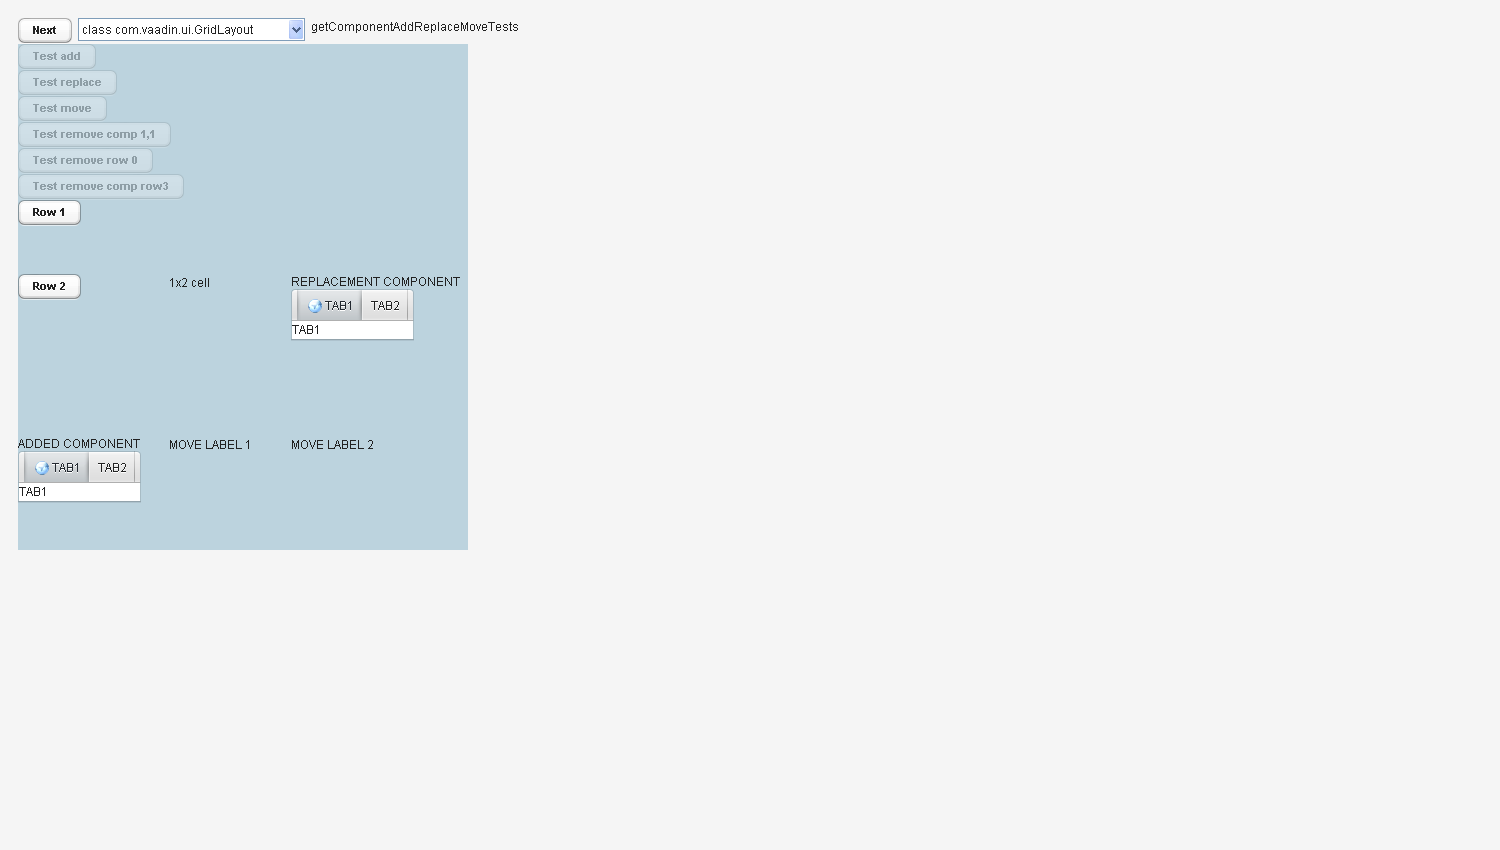 Next class com.vaadin.ui.GridLayout getComponentAddReplaceMoveTests
Test add
Test replace
Test move
Test remove comp 1,1
Test remove row 0
Test remove comp row3
Row 1
Row 2 1x2 cell REPLACEMENT COMPONENT
TAB1 TAB2
TAB1
ADDED COMPONENT MOVE LABEL 1 MOVE LABEL 2
TAB1 TAB2
TAB1